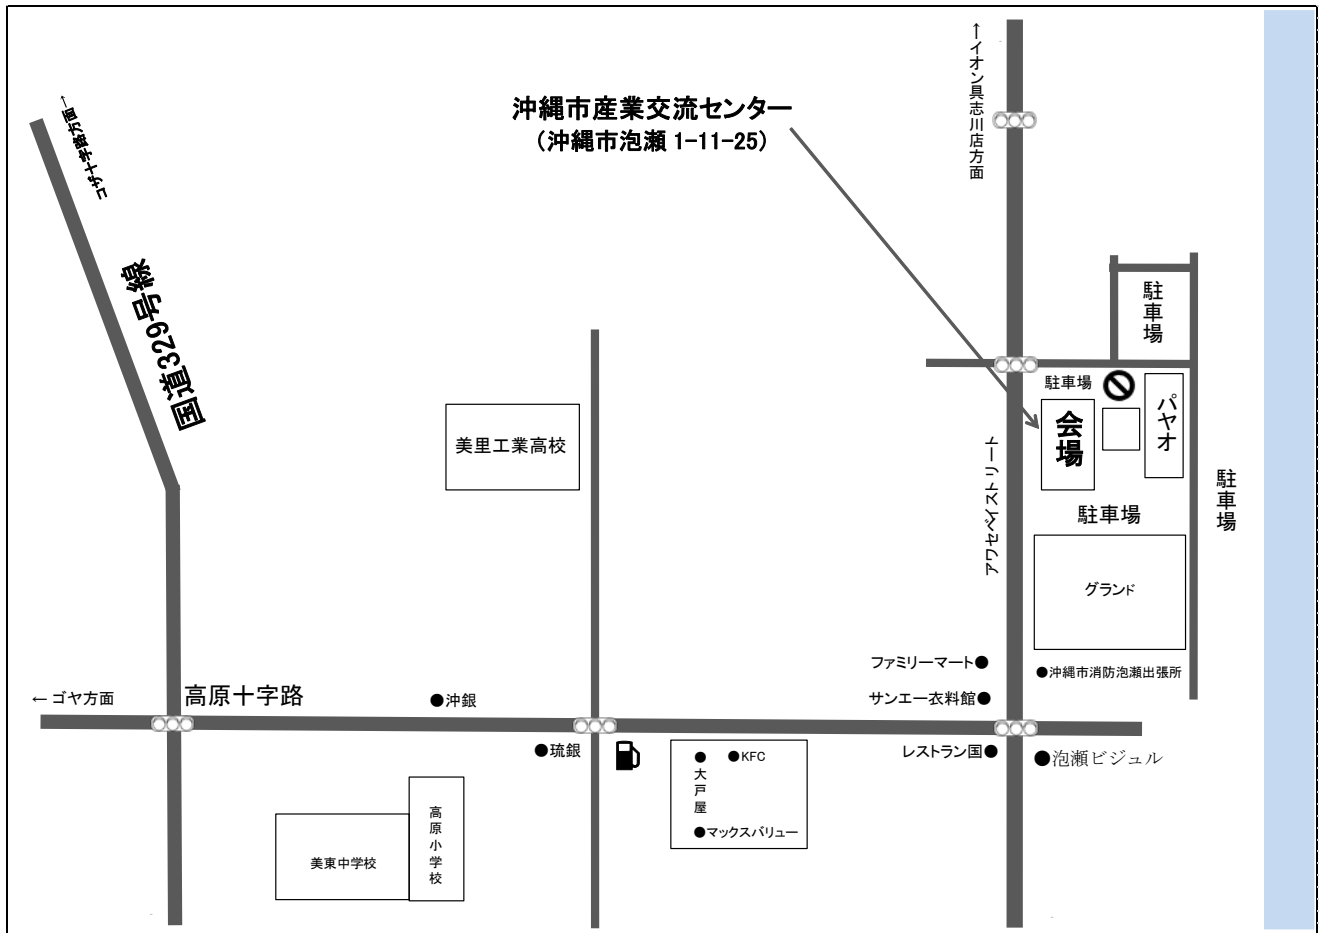 ↑イオン具志川店方面
コザ十字路方面→
沖縄市産業交流センター
（沖縄市泡瀬 1-11-25）
国道329号線
駐車場
駐車場
会場
パヤオ
美里工業高校
アワセベイストリート
駐車場
駐車場
グランド
ファミリーマート●
●沖縄市消防泡瀬出張所
← ゴヤ方面
高原十字路
●沖銀
サンエー衣料館●
●琉銀
●大戸屋
●KFC
レストラン国●
●泡瀬ビジュル
●マックスバリュー
高原小学校
美東中学校